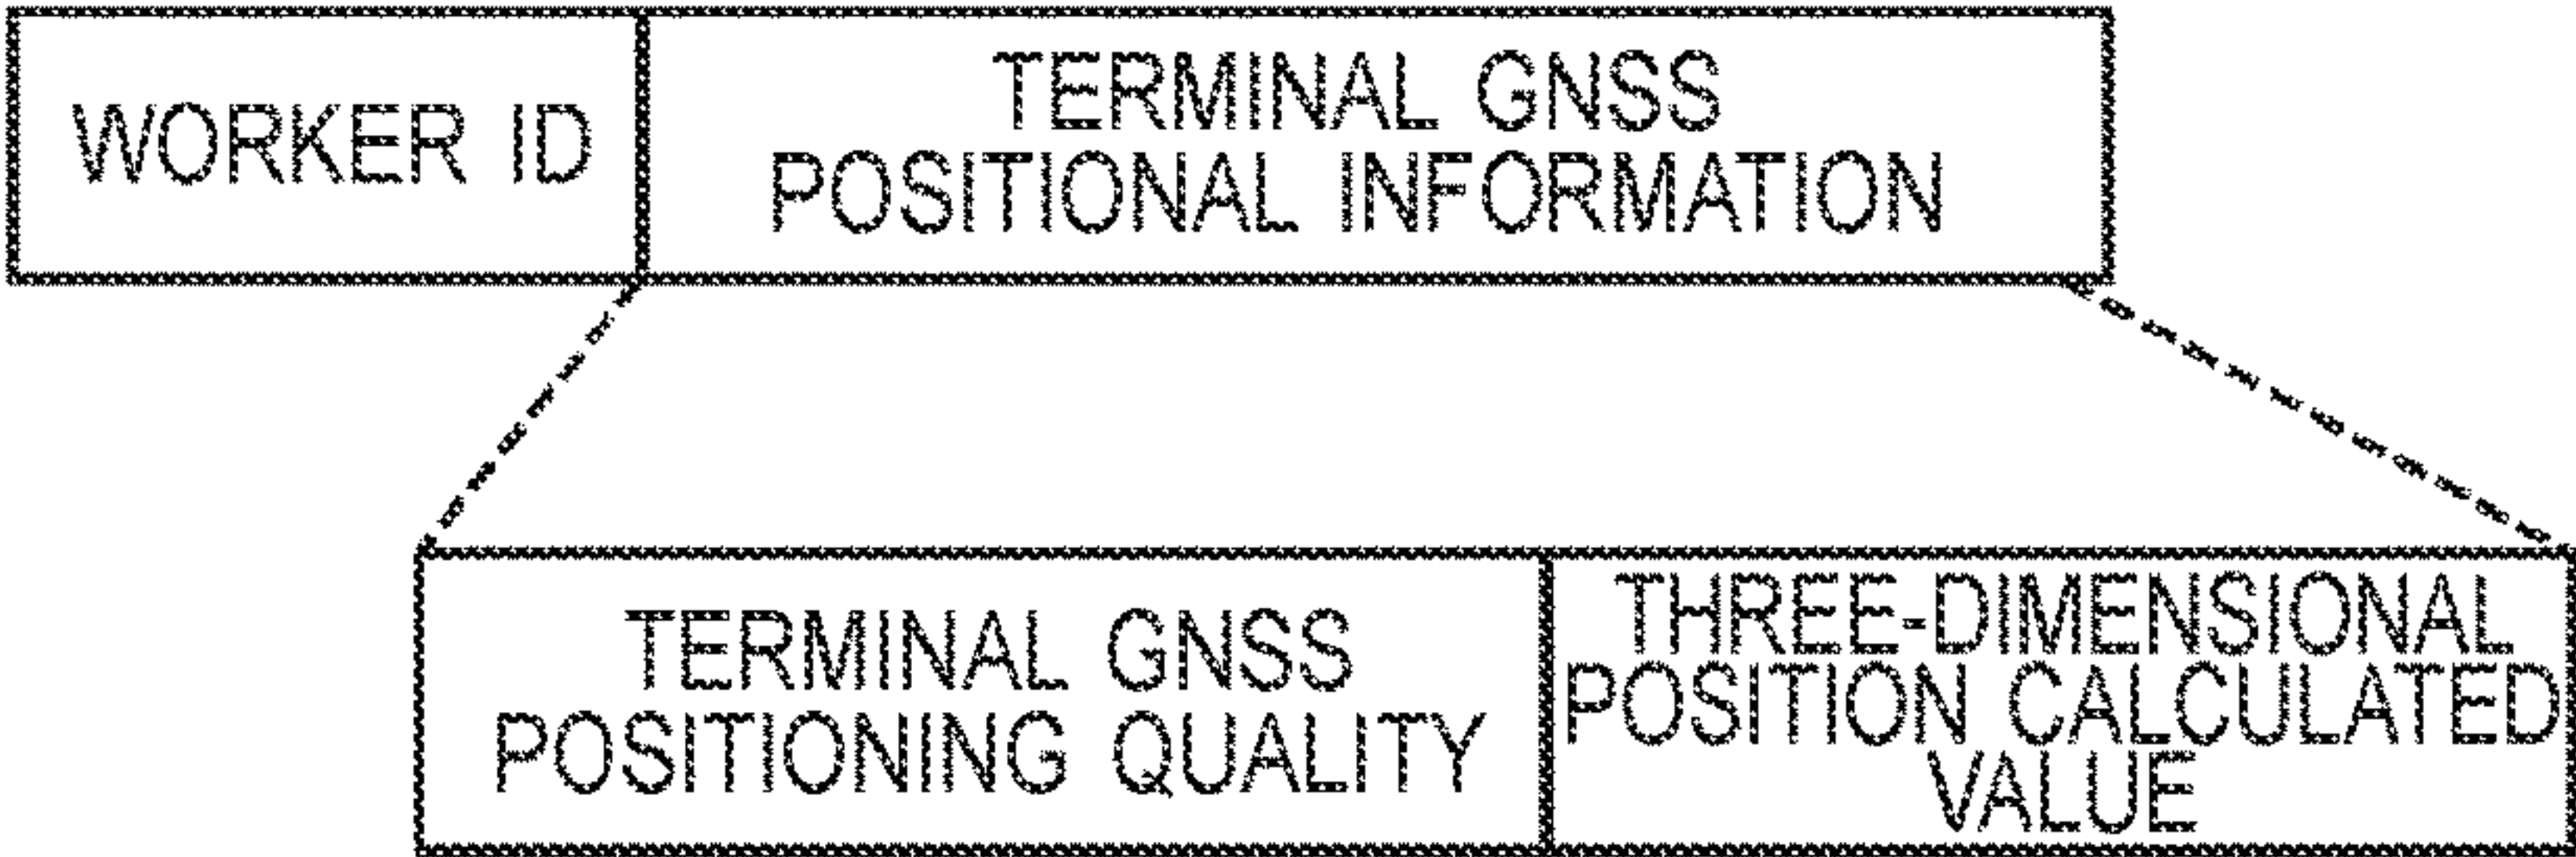 WORKER ID
TERMINAL GNSS
POSITIONAL INFORMATION
TERMINAL GNSS
POSITIONING QUALITY
THREE-DIMENSIONAL
POSITION CALCULATED
VALUE